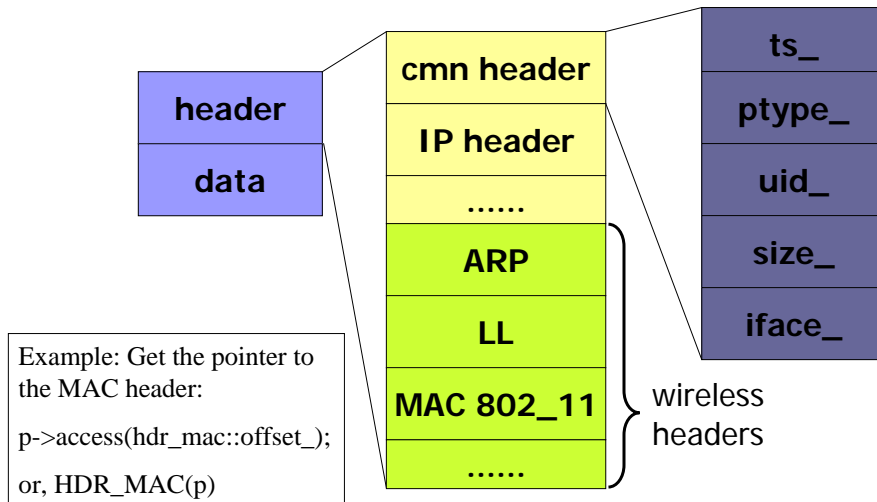 header
data
cmn header
IP header
......
ARP
LL
MAC 802_11
......
ts_
ptype_
uid_
size_
iface_
wireless
headers
Example: Get the pointer to
the MAC header:
p->access(hdr_mac::offset_);
or, HDR_MAC(p)